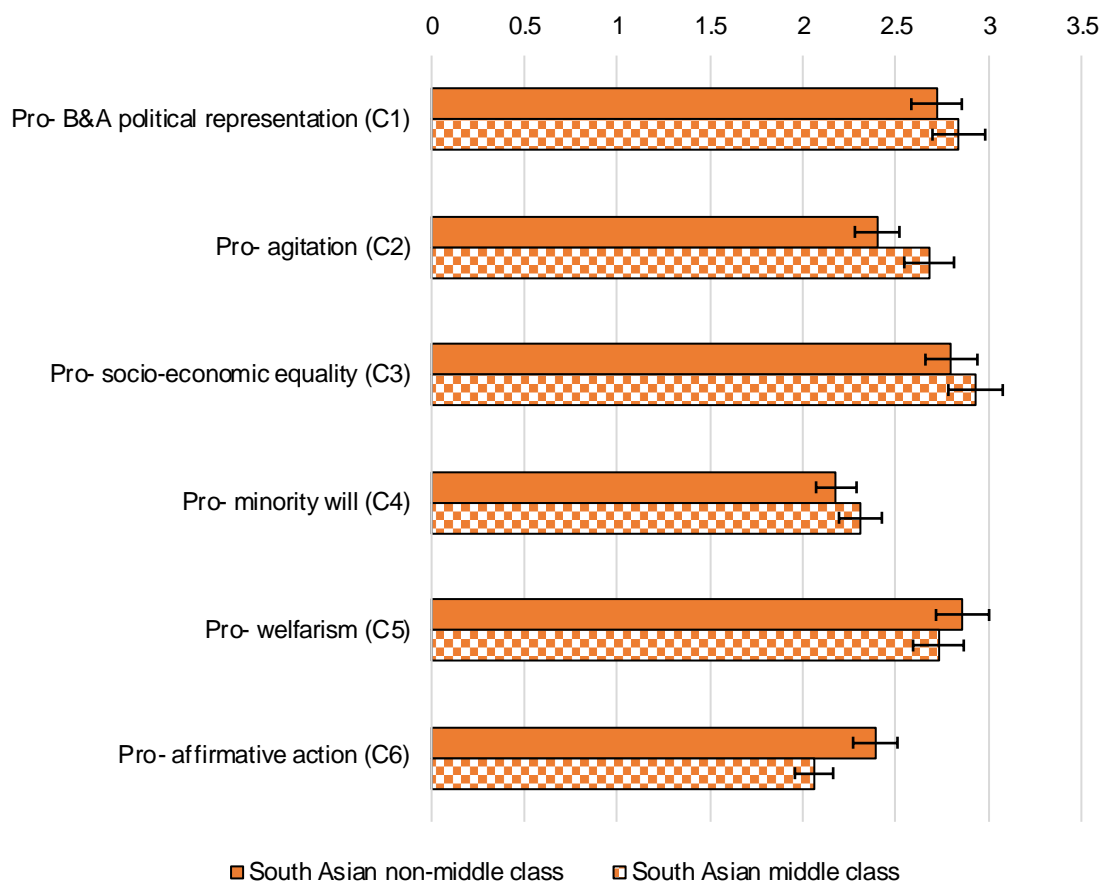 0 0.5 1 1.5 2 2.5 3 3.5
Pro- B&A political representation (C1)
Pro- agitation (C2)
Pro- socio-economic equality (C3)
Pro- minority will (C4)
Pro- welfarism (C5)
Pro- affirmative action (C6)
South Asian non-middle class South Asian middle class